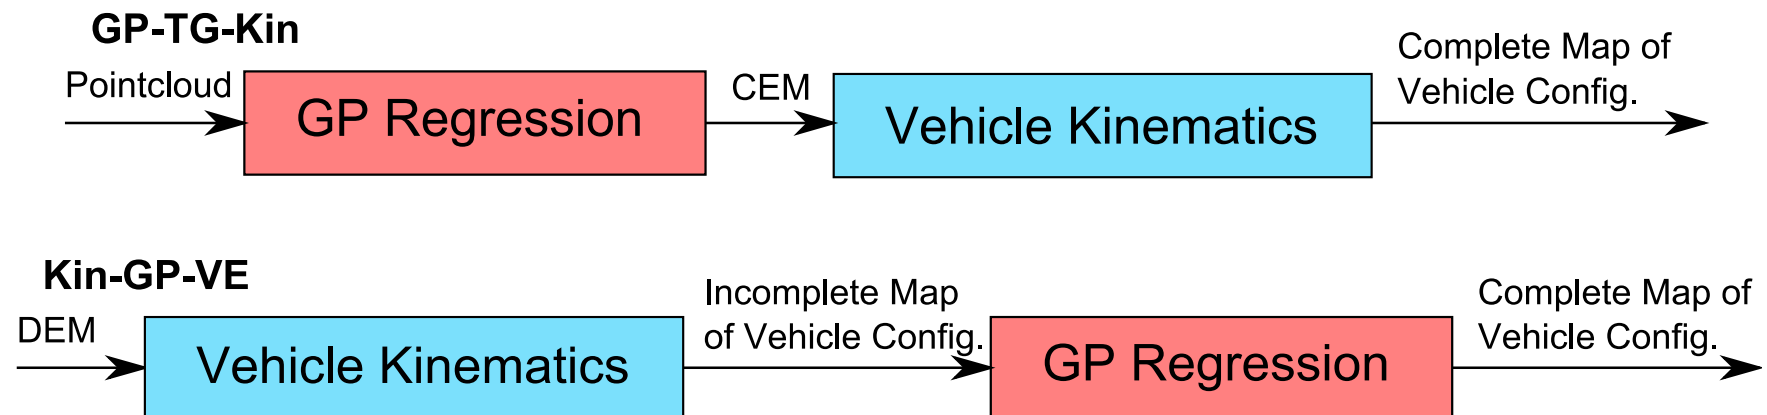 GP-TG-Kin
Pointcloud
GP Regression
CEM
Vehicle Kinematics
Complete Map of
Vehicle Config.
Kin-GP-VE
DEM
Vehicle Kinematics
Incomplete Map
of Vehicle Config.
GP Regression
Complete Map of
Vehicle Config.